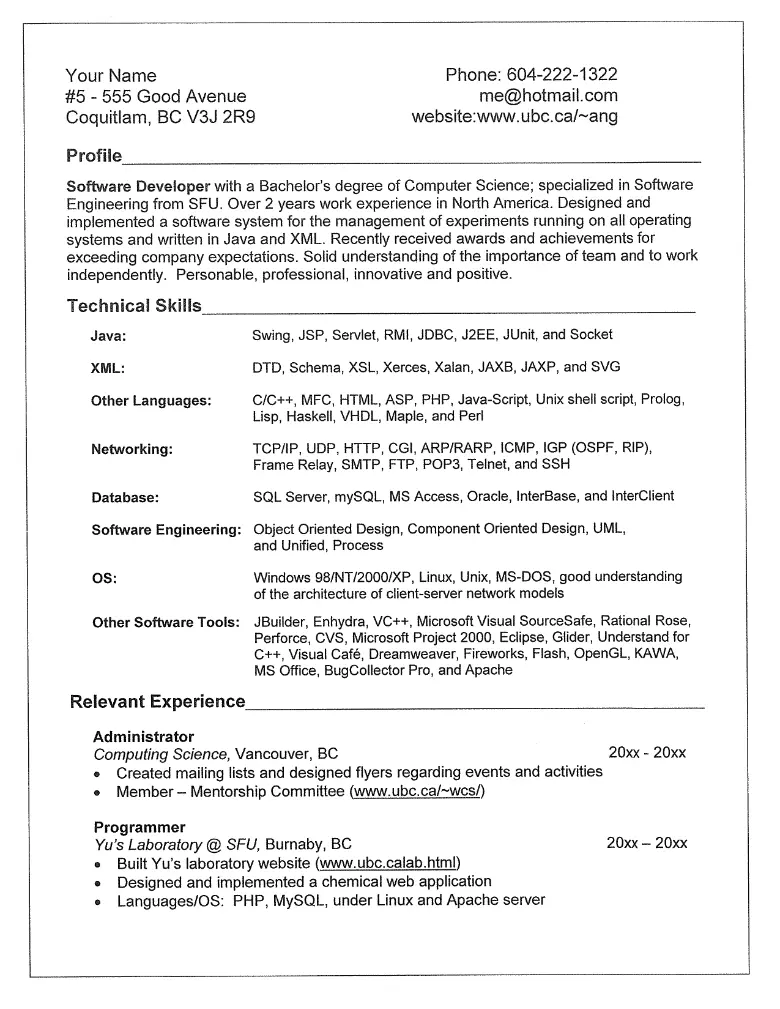 Your Name
Phone: 604-222-1322
#5 - 555 Good Avenue
me@hotmail.com
Coquitlam, BC V3J 2R9
website:www.ubc.ca/~ang
Profile
Software Developer with a Bachelor's degree of Computer Science; specialized in Software
Engineering from SFU. Over 2 years work experience in North America. Designed and
implemented a software system for the management of experiments running on all operating
systems and written in Java and XML. Recently received awards and achievements for
exceeding company expectations. Solid understanding of the importance of team and to work
independently. Personable, professional, innovative and positive.
Technical Skills
Java: Swing, JSP, Servlet, RMI, JDBC, J2EE, JUnit, and Socket
XML: DTD, Schema, XSL, Xerces, Xalan, JAXB, JAXP, and SVG
Other Languages: C/C++, MFC, HTML, ASP, PHP, Java-Script, Unix shell script, Prolog,
Lisp, Haskell, VHDL, Maple, and Perl
Networking: TCP/IP, UDP, HTTP, CGI, ARP/RARP, ICMP, IGP (OSPF, RIP),
Frame Relay, SMTP, FTP, POP3, Telnet, and SSH
Database: SQL Server, mySQL, MS Access, Oracle, InterBase, and InterClient
Software Engineering: Object Oriented Design, Component Oriented Design, UML,
and Unified, Process
OS: Windows 98/NT/2000/XP, Linux, Unix, MS-DOS, good understanding
of the architecture of client-server network models
Other Software Tools: JBuilder, Enhydra, VC++, Microsoft Visual SourceSafe, Rational Rose,
Perforce, CVS, Microsoft Project 2000, Eclipse, Glider, Understand for
C++, Visual Café, Dreamweaver, Fireworks, Flash, OpenGL, KAWA,
MS Office, BugCollector Pro, and Apache
Relevant Experience
Administrator
Computing Science, Vancouver, BC 20xx - 20xx
• Created mailing lists and designed flyers regarding events and activities
• Member – Mentorship Committee (www.ubc.ca/~wcs/)
Programmer
Yu's Laboratory @ SFU, Burnaby, BC 20xx – 20xx
• Built Yu's laboratory website (www.ubc.calab.html)
• Designed and implemented a chemical web application
• Languages/OS: PHP, MySQL, under Linux and Apache server